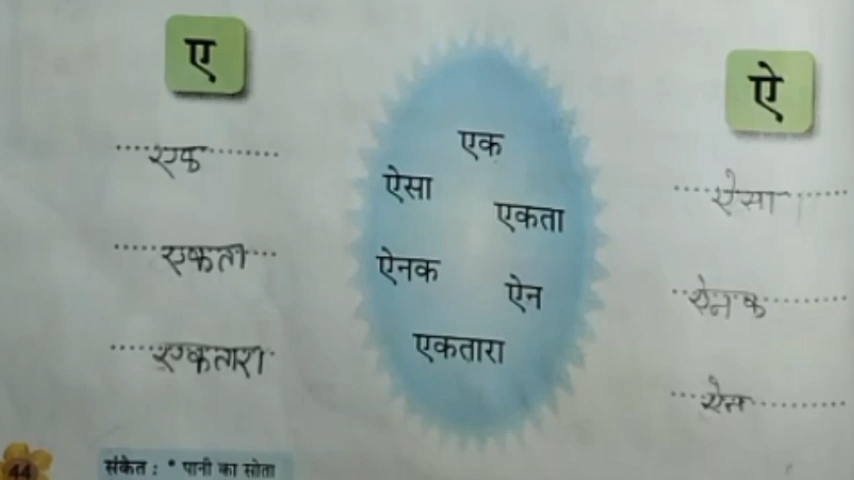 ए
ऐ
एक
एक
ऐसा
ऐसा
एकता
एकता
ऐनक
ऐनक
ऐन
एकतारा
एकतारा
ऐन
44
संकेत : * पानी का सोता